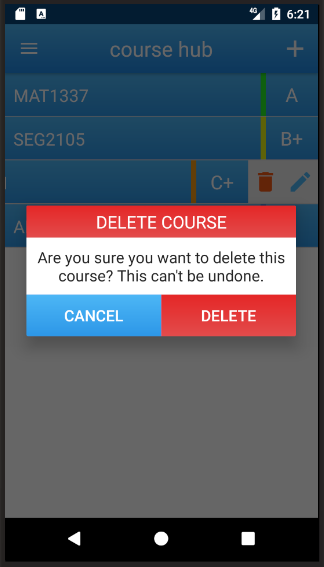 4G 6:21
course hub
MAT1337 A
SEG2105 B+
C+
A
DELETE COURSE
Are you sure you want to delete this
course? This can't be undone.
CANCEL DELETE